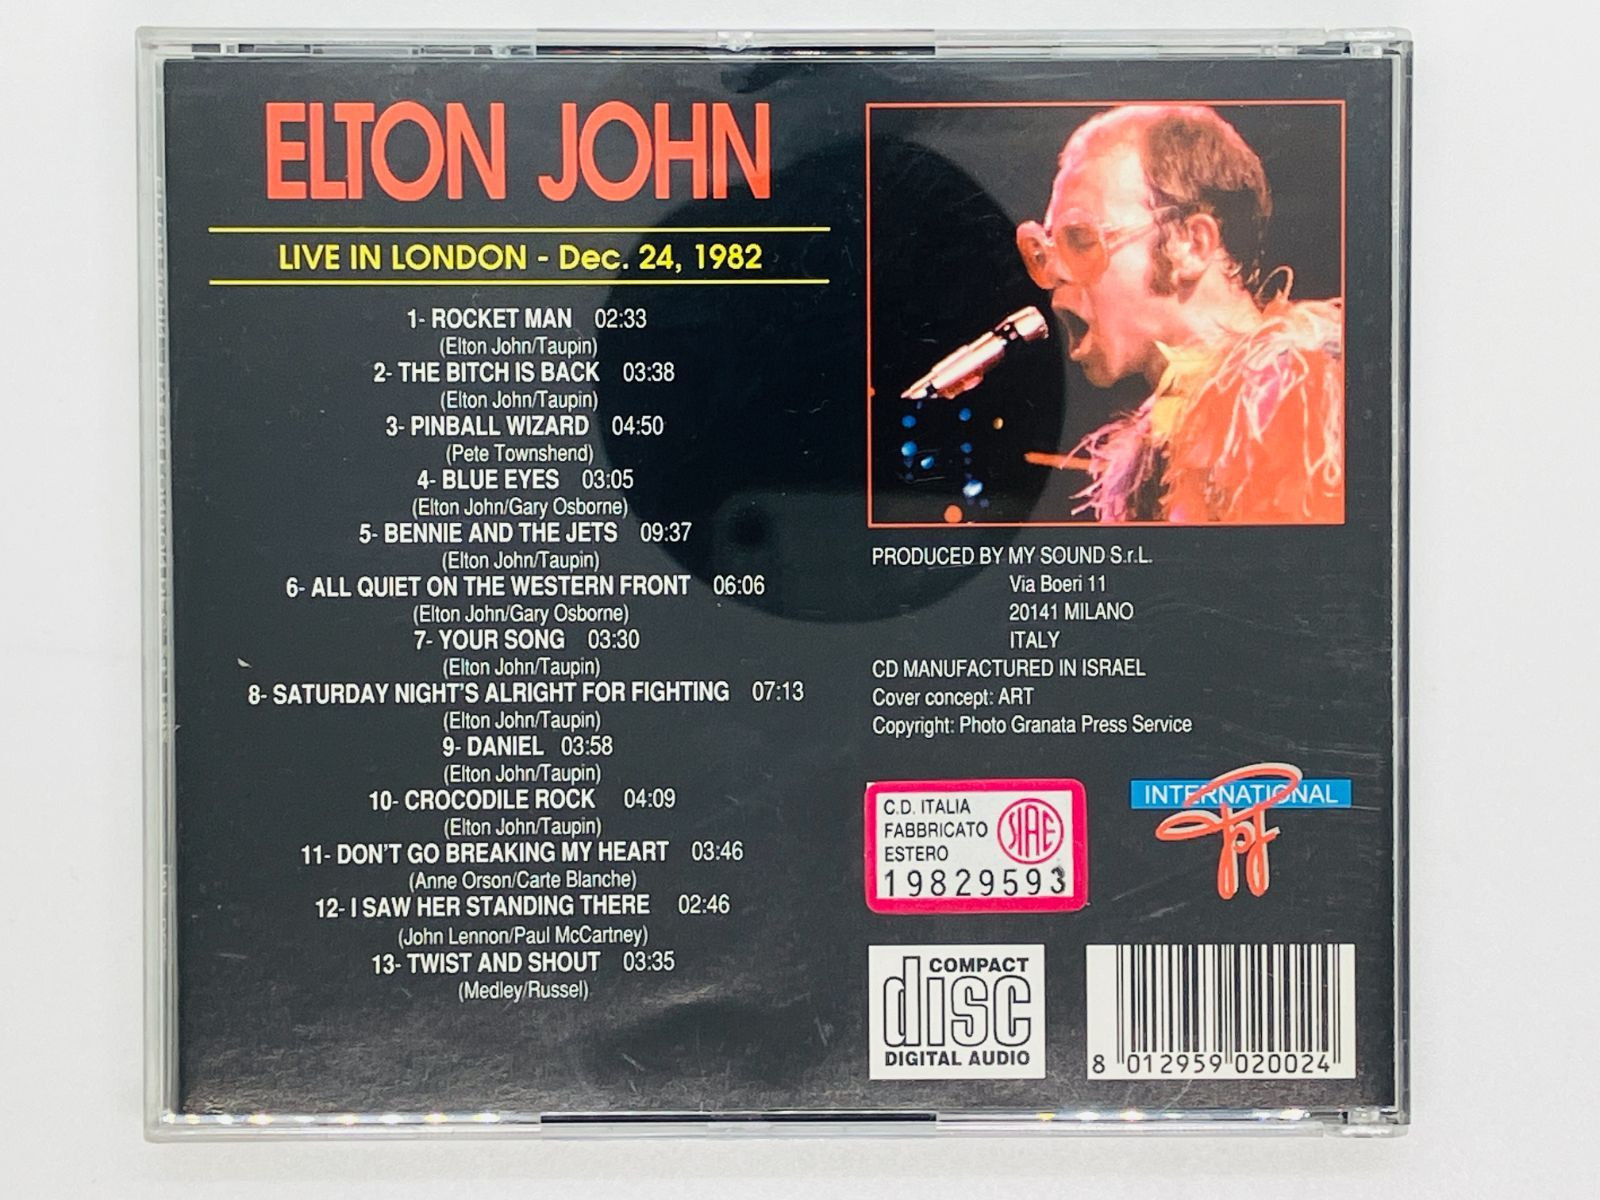 ELTON JOHN
LIVE IN LONDON - Dec. 24, 1982
1- ROCKET MAN 02:33
(Elton John/Taupin)
2- THE BITCH IS BACK 03:38
(Elton John/Taupin)
3- PINBALL WIZARD 04:50
(Pete Townshend)
4- BLUE EYES 03:05
(Elton John/Gary Osborne)
5- BENNIE AND THE JETS 09:37
(Elton John/Taupin)
6- ALL QUIET ON THE WESTERN FRONT 06:06
(Elton John/Gary Osborne)
7- YOUR SONG 03:30
(Elton John/Taupin)
8- SATURDAY NIGHT'S ALRIGHT FOR FIGHTING 07:13
(Elton John/Taupin)
9- DANIEL 03:58
(Elton John/Taupin)
10- CROCODILE ROCK 04:09
(Elton John/Taupin)
11- DON'T GO BREAKING MY HEART 03:46
(Anne Orson/Carte Blanche)
12- I SAW HER STANDING THERE 02:46
(John Lennon/Paul McCartney)
13- TWIST AND SHOUT 03:35
(Medley/Russel)
PRODUCED BY MY SOUND S.r.L.
Via Boeri 11
20141 MILANO
ITALY
CD MANUFACTURED IN ISRAEL
Cover concept: ART
Copyright: Photo Granata Press Service
C.D. ITALIA
FABBRICATO
ESTERO
SIAE
19829593
INTERNATIONAL
COMPACT
disc
DIGITAL AUDIO
8 012959 020024